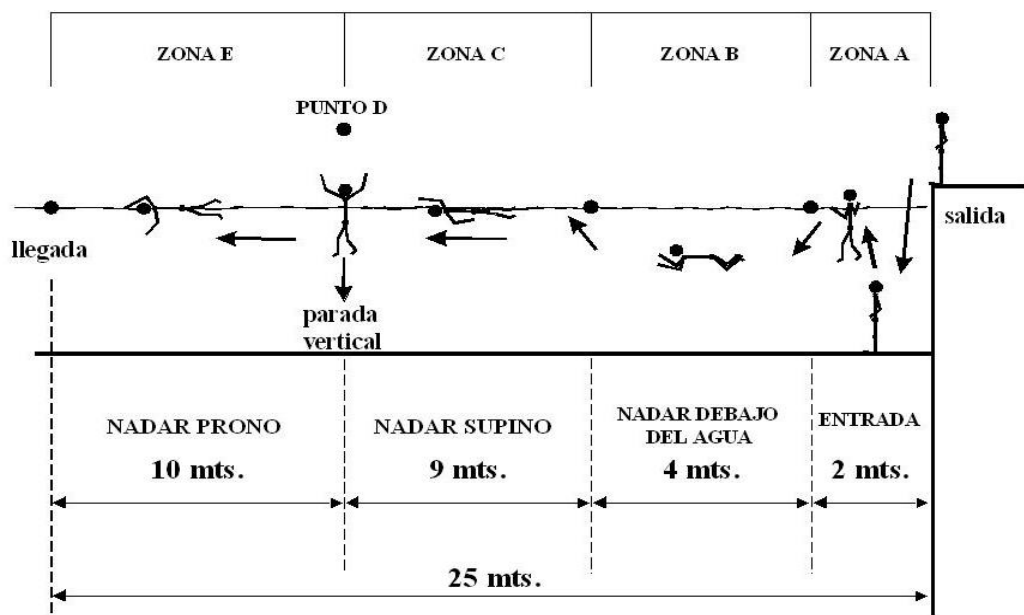 ZONA E
ZONA C
ZONA B
ZONA A
PUNTO D
salida
llegada
parada
vertical
NADAR PRONO
10 mts.
NADAR SUPINO
9 mts.
NADAR DEBAJO
DEL AGUA
4 mts.
ENTRADA
2 mts.
25 mts.